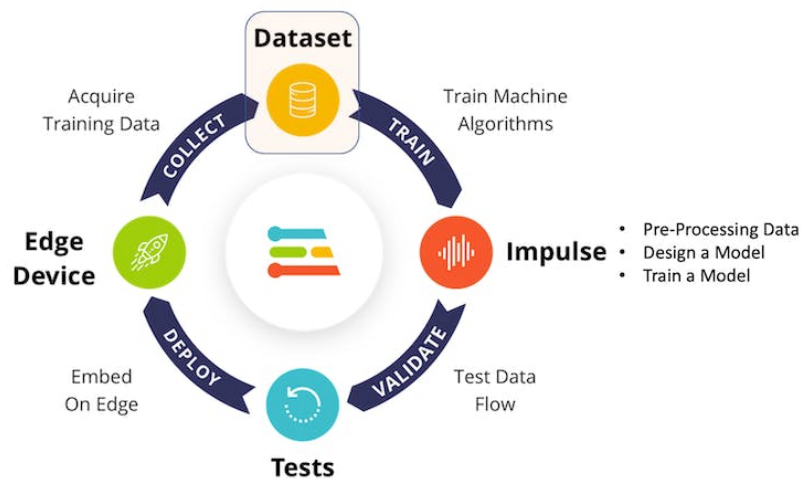 Dataset
Acquire
Training Data
COLLECT
TRAIN
Train Machine
Algorithms
Edge
Device
Impulse
• Pre-Processing Data
• Design a Model
• Train a Model
DEPLOY
VALIDATE
Embed
On Edge
Test Data
Flow
Tests